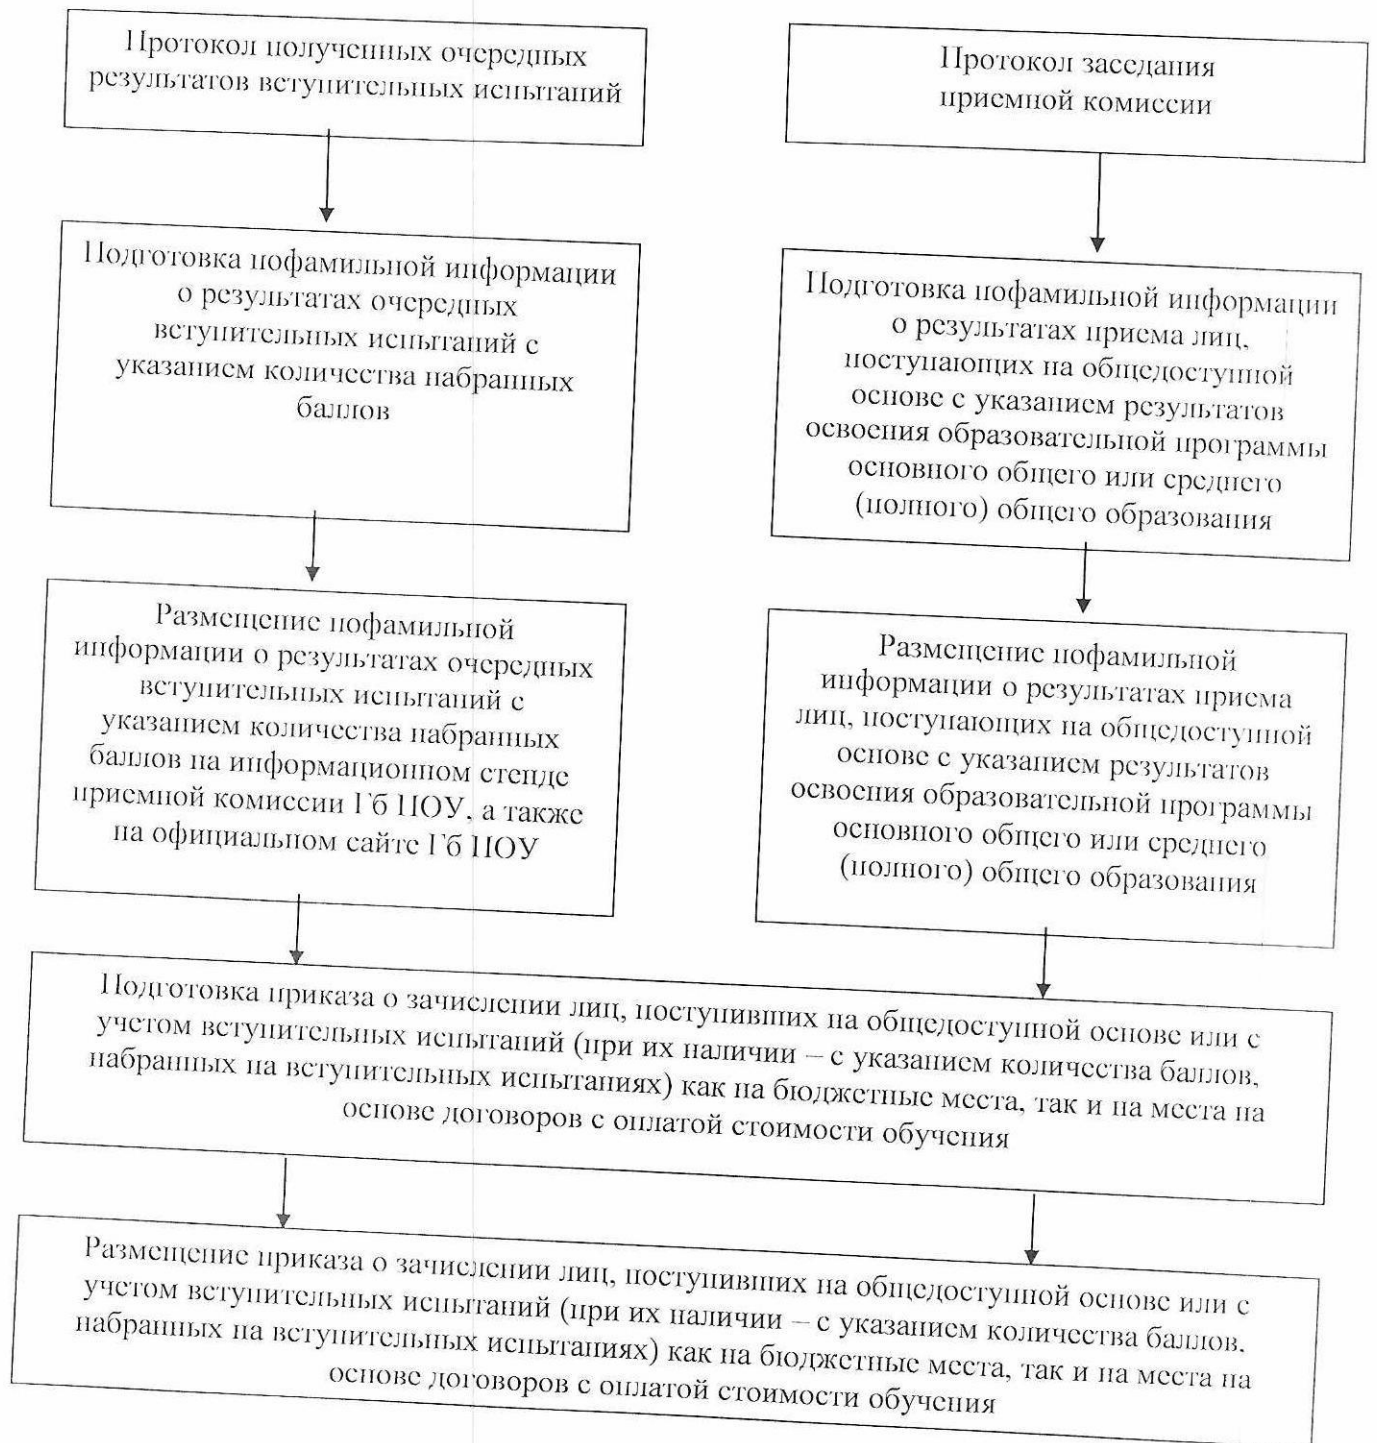 Протокол полученных очередных
результатов вступительных испытаний
Протокол заседания
приемной комиссии
Подготовка пофамильной информации
о результатах очередных
вступительных испытаний с
указанием количества набранных
баллов
Подготовка пофамильной информации
о результатах приема лиц,
поступающих на общедоступной
основе с указанием результатов
освоения образовательной программы
основного общего или среднего
(полного) общего образования
Размещение пофамильной
информации о результатах очередных
вступительных испытаний с
указанием количества набранных
баллов на информационном стенде
приемной комиссии Гб ПОУ, а также
на официальном сайте Гб ПОУ
Размещение пофамильной
информации о результатах приема
лиц, поступающих на общедоступной
основе с указанием результатов
освоения образовательной программы
основного общего или среднего
(полного) общего образования
Подготовка приказа о зачислении лиц, поступивших на общедоступной основе или с
учетом вступительных испытаний (при их наличии – с указанием количества баллов,
набранных на вступительных испытаниях) как на бюджетные места, так и на места на
основе договоров с оплатой стоимости обучения
Размещение приказа о зачислении лиц, поступивших на общедоступной основе или с
учетом вступительных испытаний (при их наличии – с указанием количества баллов,
набранных на вступительных испытаниях) как на бюджетные места, так и на места на
основе договоров с оплатой стоимости обучения